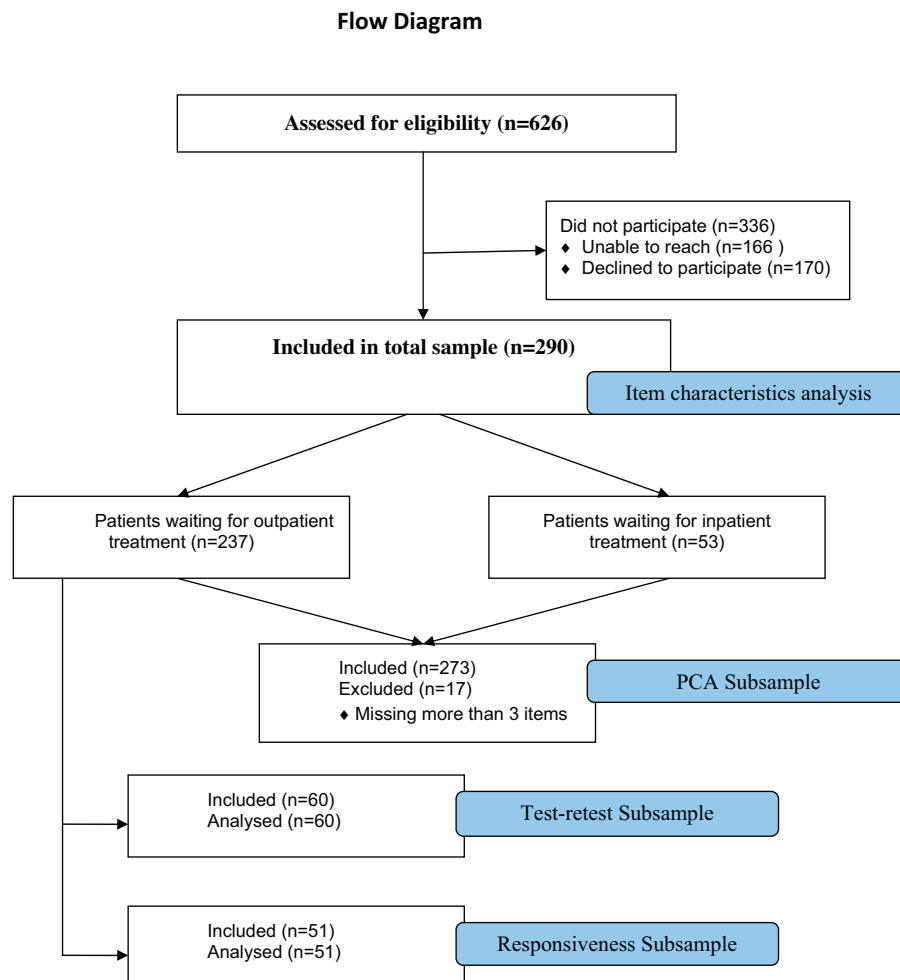 Flow Diagram
Assessed for eligibility (n=626)
Did not participate (n=336)
♦ Unable to reach (n=166 )
♦ Declined to participate (n=170)
Included in total sample (n=290)
Item characteristics analysis
Patients waiting for outpatient
treatment (n=237)
Patients waiting for inpatient
treatment (n=53)
Included (n=273)
Excluded (n=17)
♦ Missing more than 3 items
PCA Subsample
Included (n=60)
Analysed (n=60)
Test-retest Subsample
Included (n=51)
Analysed (n=51)
Responsiveness Subsample